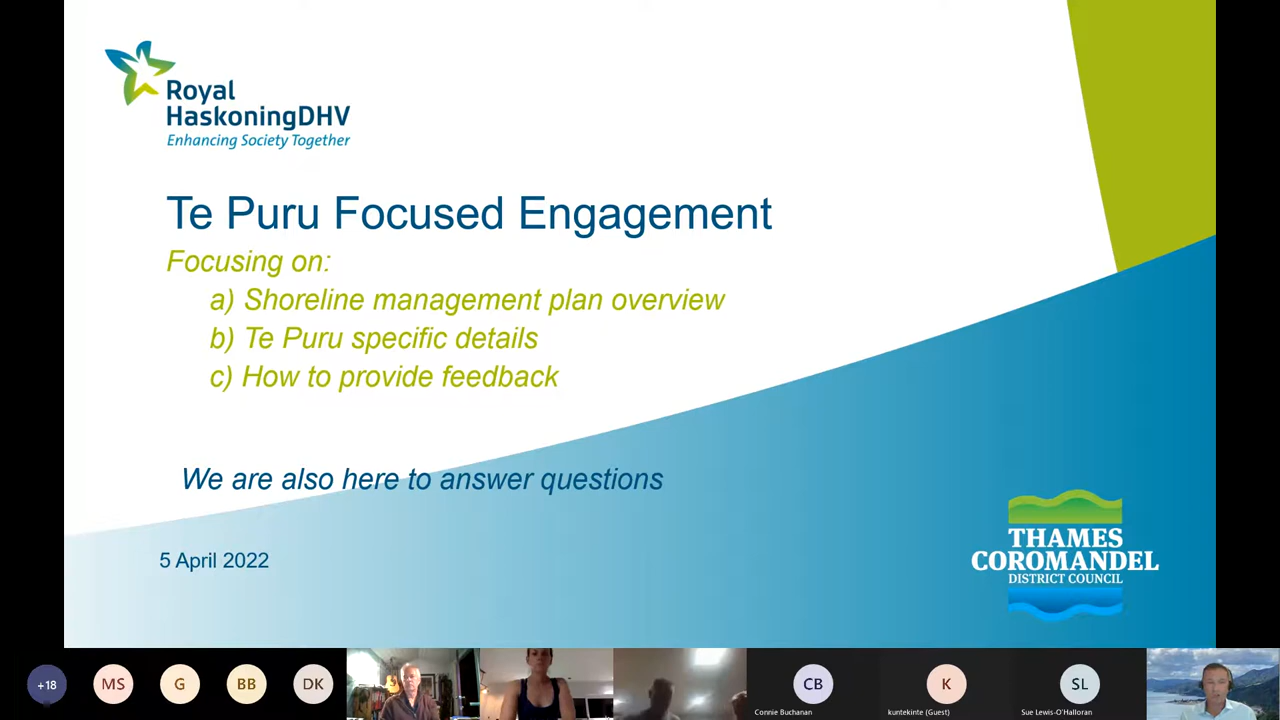 Royal
HaskoningDHV
Enhancing Society Together
Te Puru Focused Engagement
Focusing on:
a) Shoreline management plan overview
b) Te Puru specific details
c) How to provide feedback
We are also here to answer questions
5 April 2022
THAMES
COROMANDEL
DISTRICT COUNCIL
+18
MS
G
BB
DK
CB
Connie Buchanan
K
kuntekinte (Guest)
SL
Sue Lewis-O'Halloran